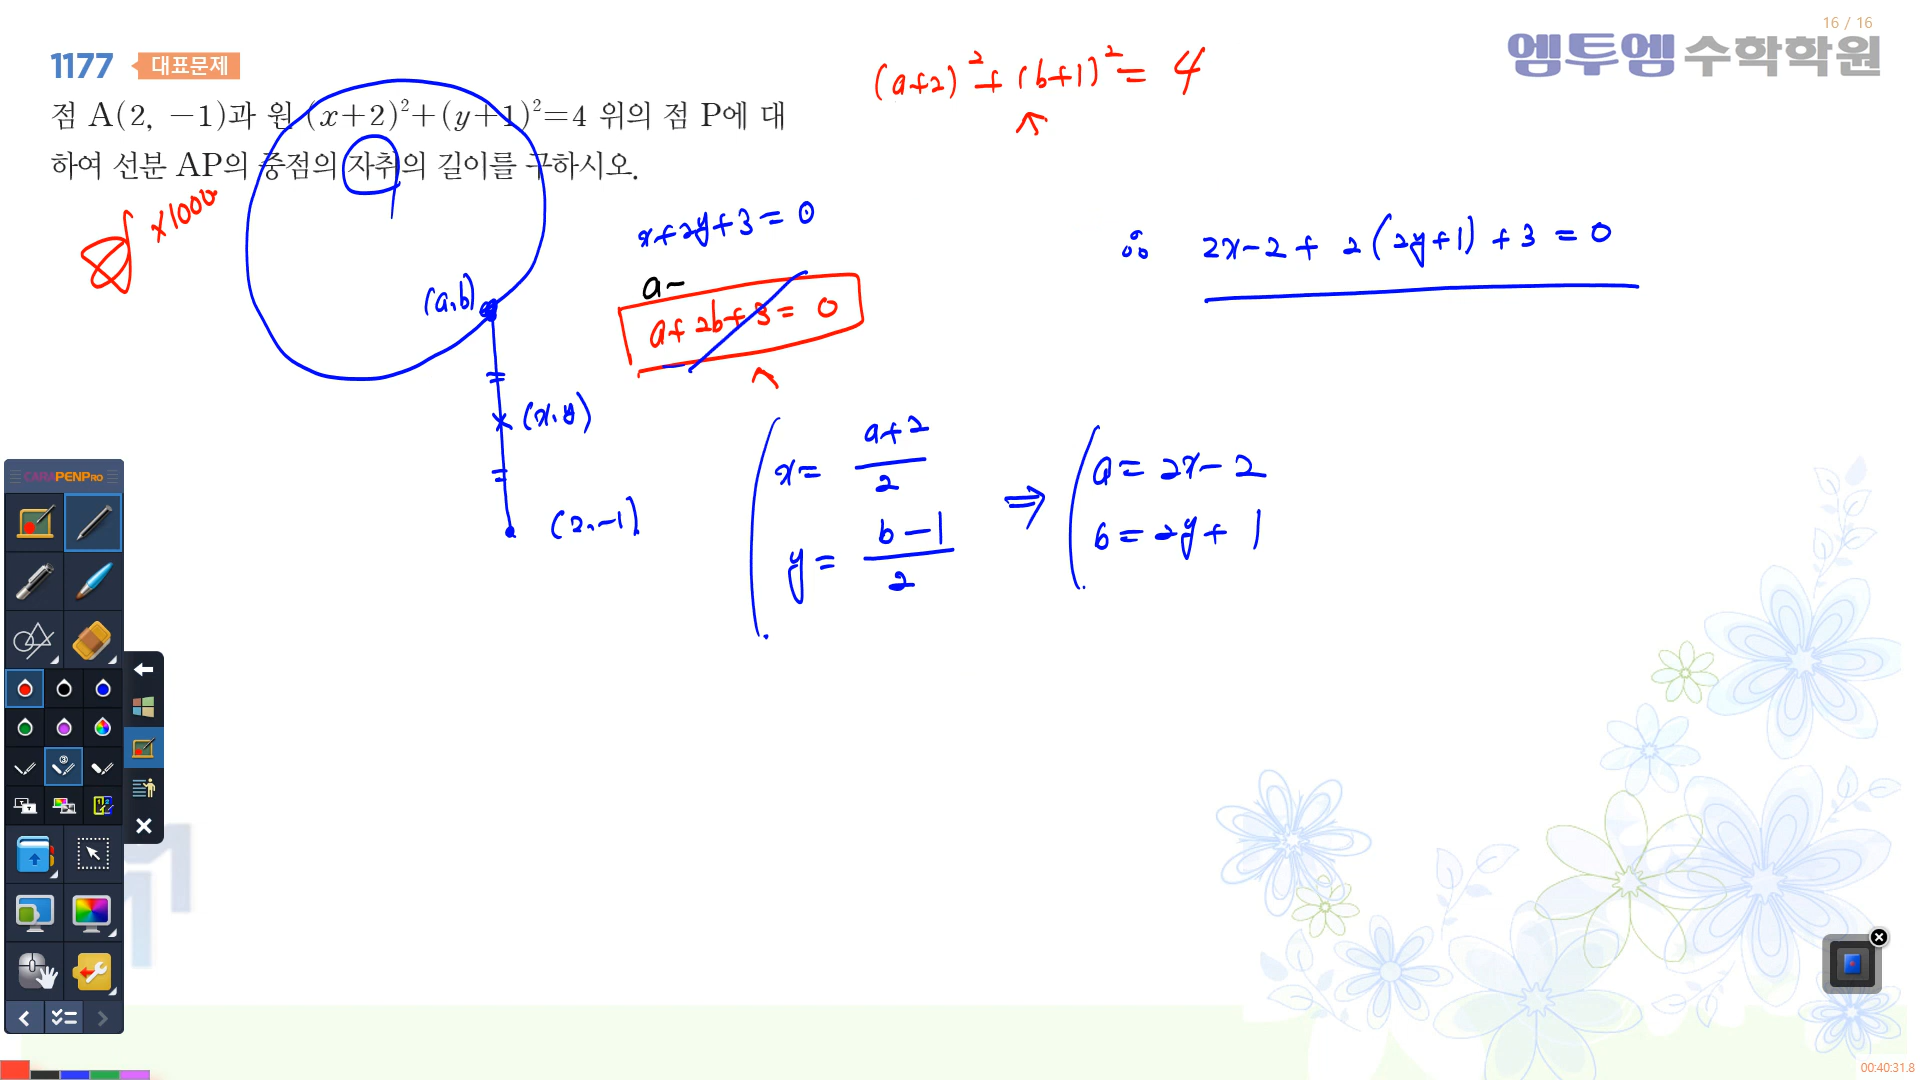 16 / 16
엠투엠 수학학원
1177 대표문제
점 A(2, −1)과 원 (x+2)²+(y+1)²=4 위의 점 P에 대
하여 선분 AP의 중점의 자취의 길이를 구하시오.
(a+2)²+(b+1)²= 4
×1000
x+2y+3=0
a~
a+2b+3= 0
∴ 2x-2+ 2(2y+1)+3=0
(a,b)
(x,y)
(2,-1)
x= a+2/2
y= b-1/2
⇒
a= 2x-2
b=2y+1
CARAPENPRO
00:40:31.8